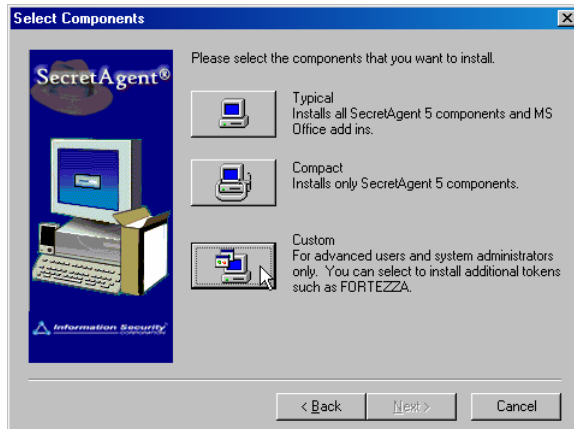 Select Components
SecretAgent®
Please select the components that you want to install.
Typical
Installs all SecretAgent 5 components and MS
Office add ins.
Compact
Installs only SecretAgent 5 components.
Custom
For advanced users and system administrators
only. You can select to install additional tokens
such as FORTEZZA.
Information Security
CORPORATION
< Back
Next >
Cancel